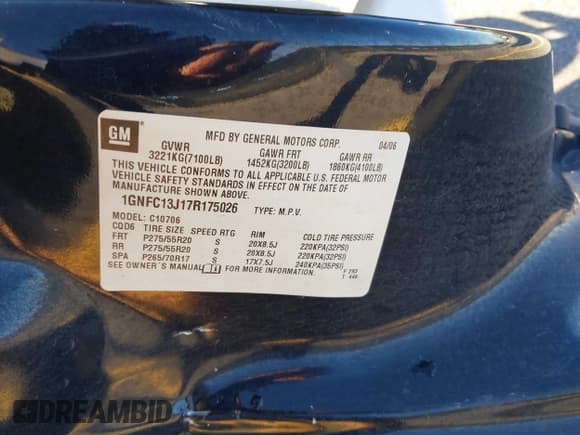 GM
MFD BY GENERAL MOTORS CORP. 04/06
GVWR GAWR FRT GAWR RR
3221KG(7100LB) 1452KG(3200LB) 1860KG(4100LB)
THIS VEHICLE CONFORMS TO ALL APPLICABLE U.S. FEDERAL MOTOR
VEHICLE SAFETY STANDARDS IN EFFECT ON THE DATE OF
MANUFACTURE SHOWN ABOVE.
1GNFC13J17R175026 TYPE: M.P.V.
MODEL: C10706
CQD6 TIRE SIZE SPEED RTG RIM COLD TIRE PRESSURE
FRT P275/55R20 S 20X8.5J 220KPA(32PSI)
RR P275/55R20 S 20X8.5J 220KPA(32PSI)
SPA P265/70R17 S 17X7.5J 240KPA(35PSI)
SEE OWNER'S MANUAL FOR MORE INFORMATION.
F 293
T 440
DREAMBID